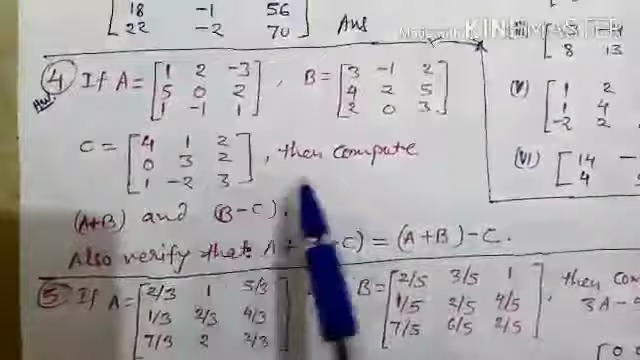 18 -1 56
22 -2 70
Ans
Made with KINEMASTER
8 13
(4) If A = [1 2 -3
5 0 2
1 -1 1], B = [3 -1 2
4 2 5
2 0 3]
C = [4 1 2
0 3 2
1 -2 3], then compute
(A+B) and (B-C).
Also verify that A+ -C) = (A+B)-C.
(5) If A = [2/3 1 5/3
1/3 2/3 4/3
7/3 2 2/3]
B = [2/5 3/5 1
1/5 2/5 4/5
7/5 6/5 2/5], then
3A-
(v) [1 2
1 4
-2 2
(vi) [14 -
4